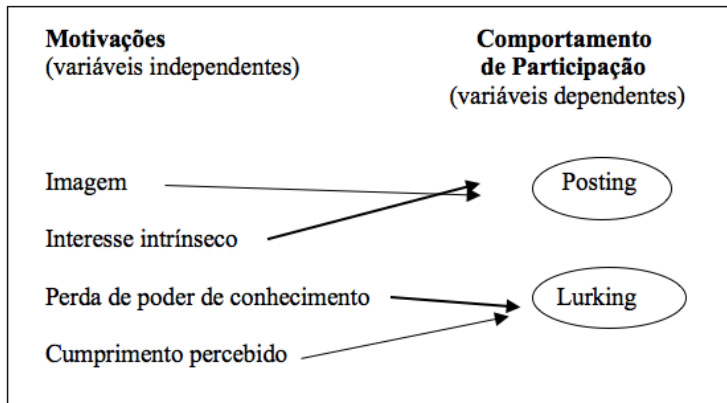 Motivações
(variáveis independentes)
Comportamento
de Participação
(variáveis dependentes)
Imagem
Posting
Interesse intrínseco
Perda de poder de conhecimento
Lurking
Cumprimento percebido